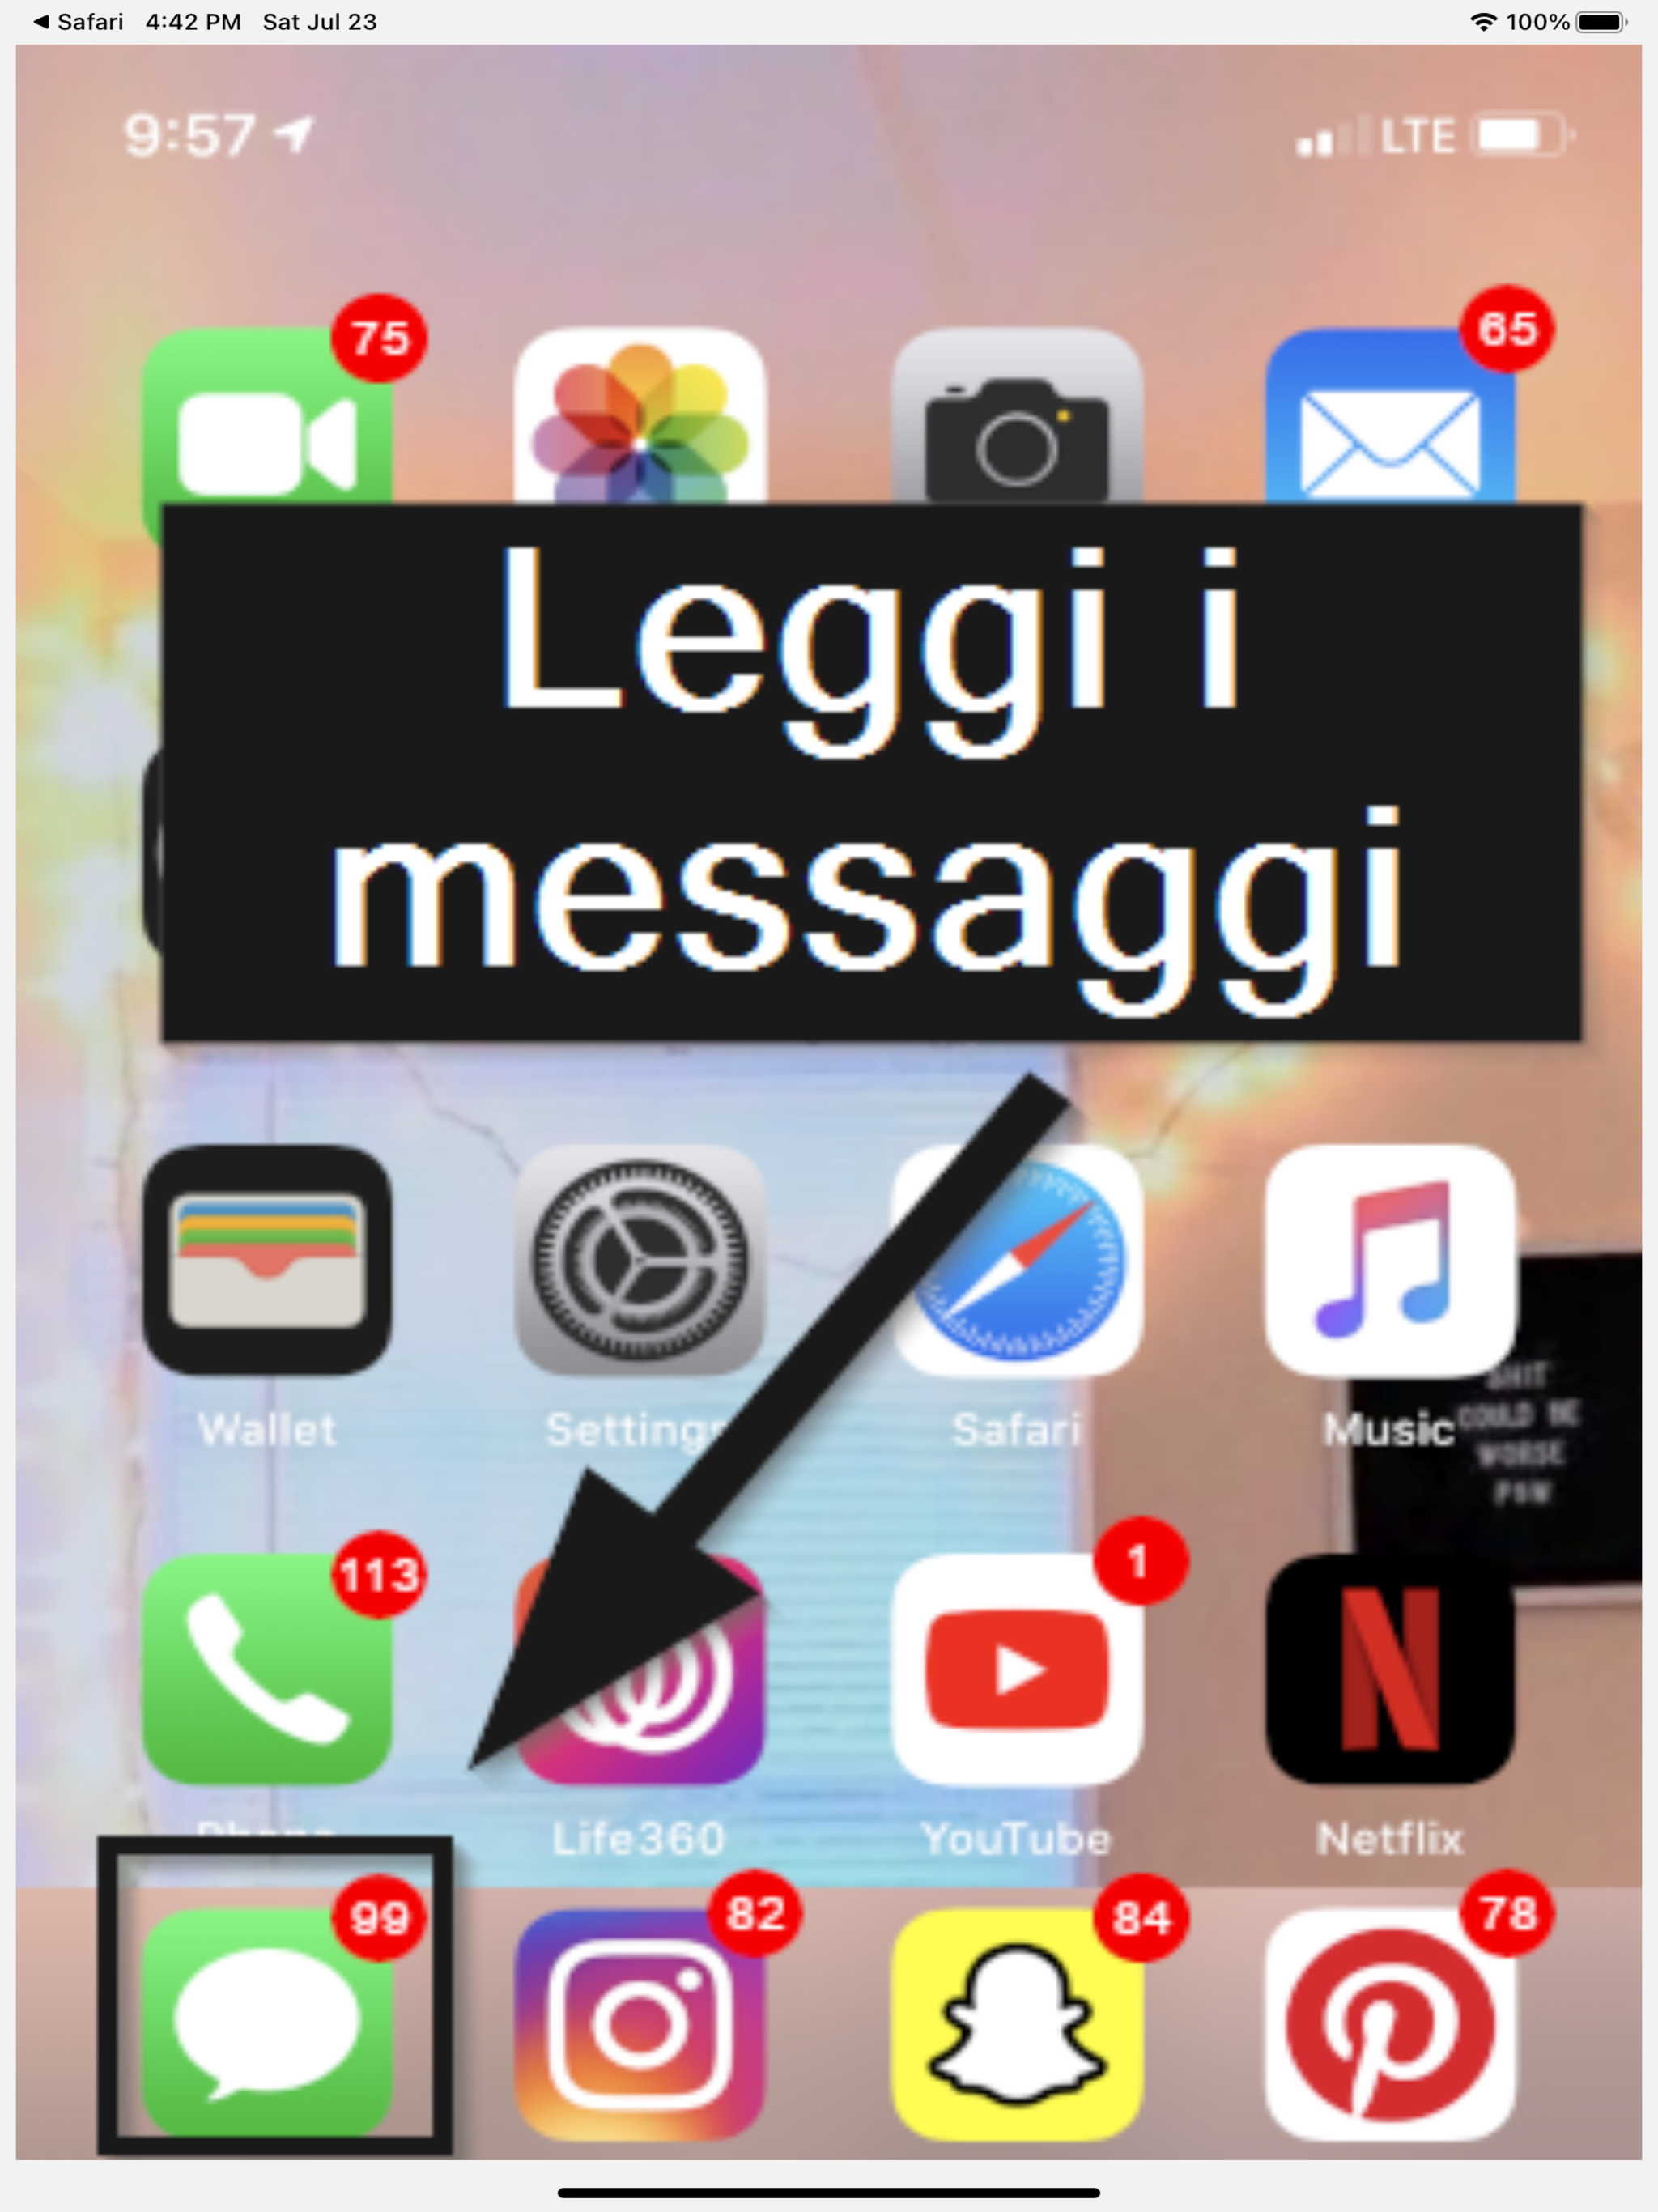 Safari 4:42 PM Sat Jul 23 100%
9:57 LTE
75 65
Leggi i
messaggi
Wallet Settings Safari Music
SHIT
COULD BE
WORSE
113 1
Phone Life360 YouTube Netflix
99 82 84 78